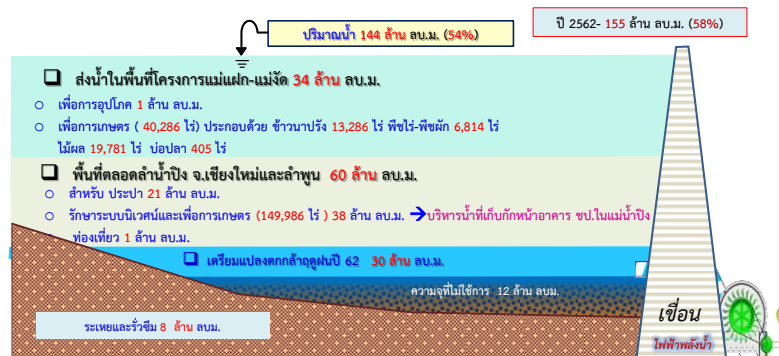 ปริมาณน้ำ 144 ล้าน ลบ.ม. (54%)
ปี 2562- 155 ล้าน ลบ.ม. (58%)
ส่งน้ำในพื้นที่โครงการแม่แฝก-แม่งัด 34 ล้าน ลบ.ม.
เพื่อการอุปโภค 1 ล้าน ลบ.ม.
เพื่อการเกษตร ( 40,286 ไร่) ประกอบด้วย ข้าวนาปรัง 13,286 ไร่ พืชไร่-พืชผัก 6,814 ไร่
ไม้ผล 19,781 ไร่ บ่อปลา 405 ไร่
พื้นที่ตลอดลำน้ำปิง จ.เชียงใหม่และลำพูน 60 ล้าน ลบ.ม.
สำหรับ ประปา 21 ล้าน ลบ.ม.
รักษาระบบนิเวศน์และเพื่อการเกษตร (149,986 ไร่ ) 38 ล้าน ลบ.ม. ➔บริหารน้ำที่เก็บกักหน้าอาคาร ชป.ในแม่น้ำปิง
ท่องเที่ยว 1 ล้าน ลบ.ม.
เตรียมแปลงตกกล้าฤดูฝนปี 62 30 ล้าน ลบ.ม.
ความจุที่ไม่ใช้การ 12 ล้าน ลบม.
ระเหยและรั่วซึม 8 ล้าน ลบม.
เขื่อน
ไฟฟ้าพลังน้ำ